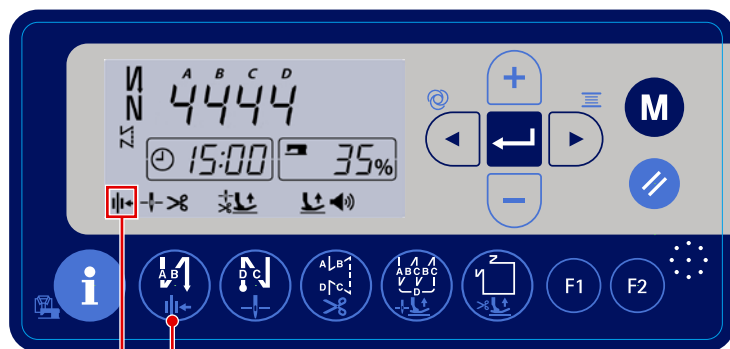 A B C D
4444
15:00 35%
M
i
A B
D C
A B
D C
A B C B C
D
F1 F2